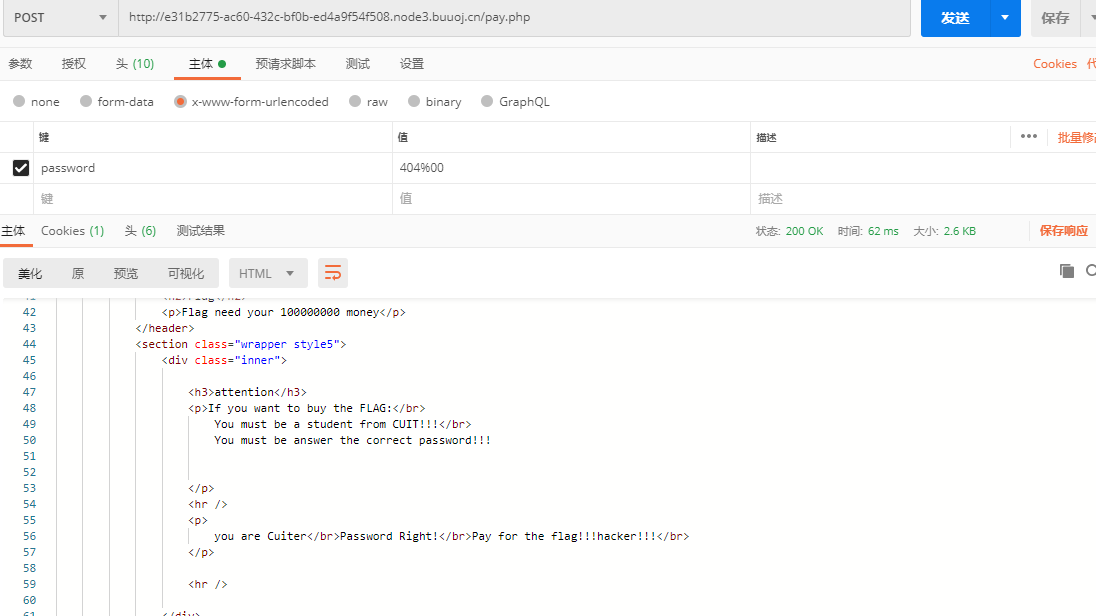 POST http://e31b2775-ac60-432c-bf0b-ed4a9f54f508.node3.buuoj.cn/pay.php 发送 保存
参数 授权 头 (10) 主体 预请求脚本 测试 设置 Cookies
none form-data x-www-form-urlencoded raw binary GraphQL
键 值 描述 ••• 批量修
password 404%00
键 值 描述
主体 Cookies (1) 头 (6) 测试结果 状态: 200 OK 时间: 62 ms 大小: 2.6 KB 保存响应
美化 原 预览 可视化 HTML
42 <p>Flag need your 100000000 money</p>
43 </header>
44 <section class="wrapper style5">
45 <div class="inner">
46
47 <h3>attention</h3>
48 <p>If you want to buy the FLAG:</br>
49 You must be a student from CUIT!!!</br>
50 You must be answer the correct password!!!
51
52
53 </p>
54 <hr />
55 <p>
56 you are Cuiter</br>Password Right!</br>Pay for the flag!!!hacker!!!</br>
57 </p>
58
59 <hr />
60
61 </div>